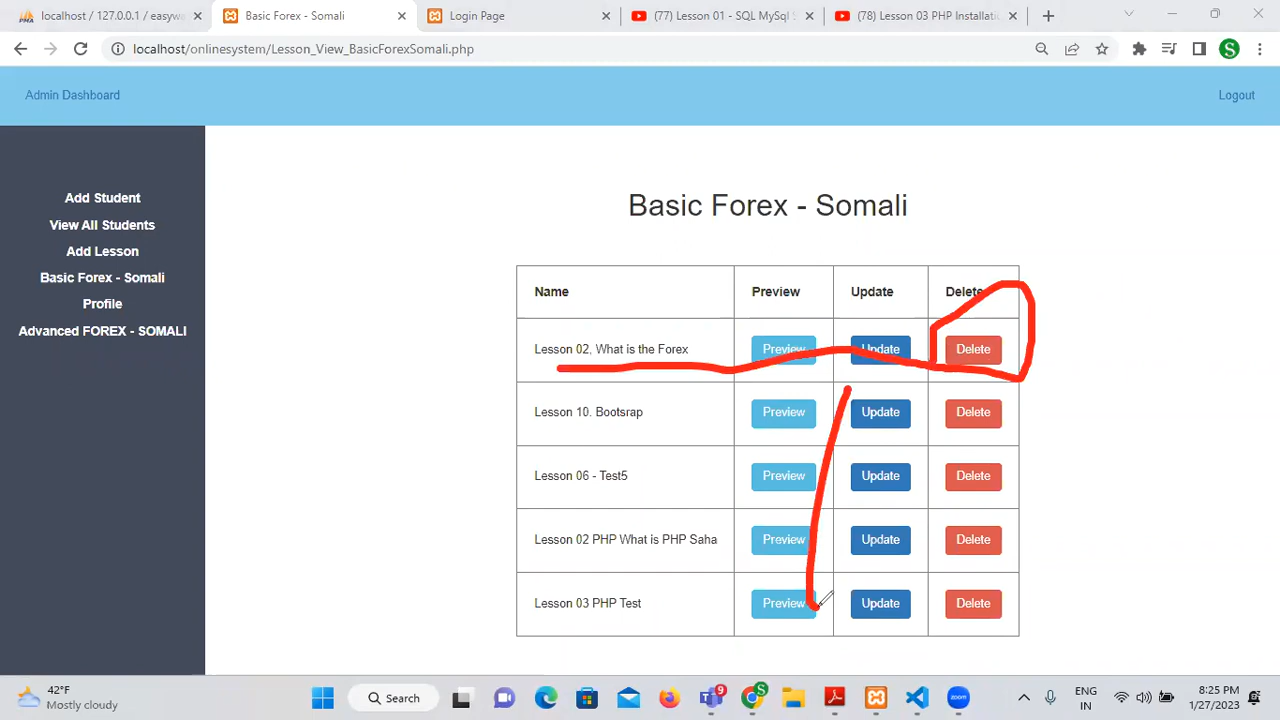 localhost / 127.0.0.1 / easywa
Basic Forex - Somali
Login Page
(77) Lesson 01
SQL MySql
(78) Lesson 03 PHP Installati
localhost/onlinesystem/Lesson_View_BasicForexSomali.php
S
Admin Dashboard
Logout
Add Student
View All Students
Add Lesson
Basic Forex - Somali
Profile
Advanced FOREX - SOMALI
Basic Forex - Somali
Name Preview Update Delete
Lesson 02, What is the Forex Preview Update Delete
Lesson 10. Bootsrap Preview Update Delete
Lesson 06 - Test5 Preview Update Delete
Lesson 02 PHP What is PHP Saha Preview Update Delete
Lesson 03 PHP Test Preview Update Delete
42°F
Mostly cloudy
Search
9
S
zoom
ENG
IN
8:25 PM
1/27/2023